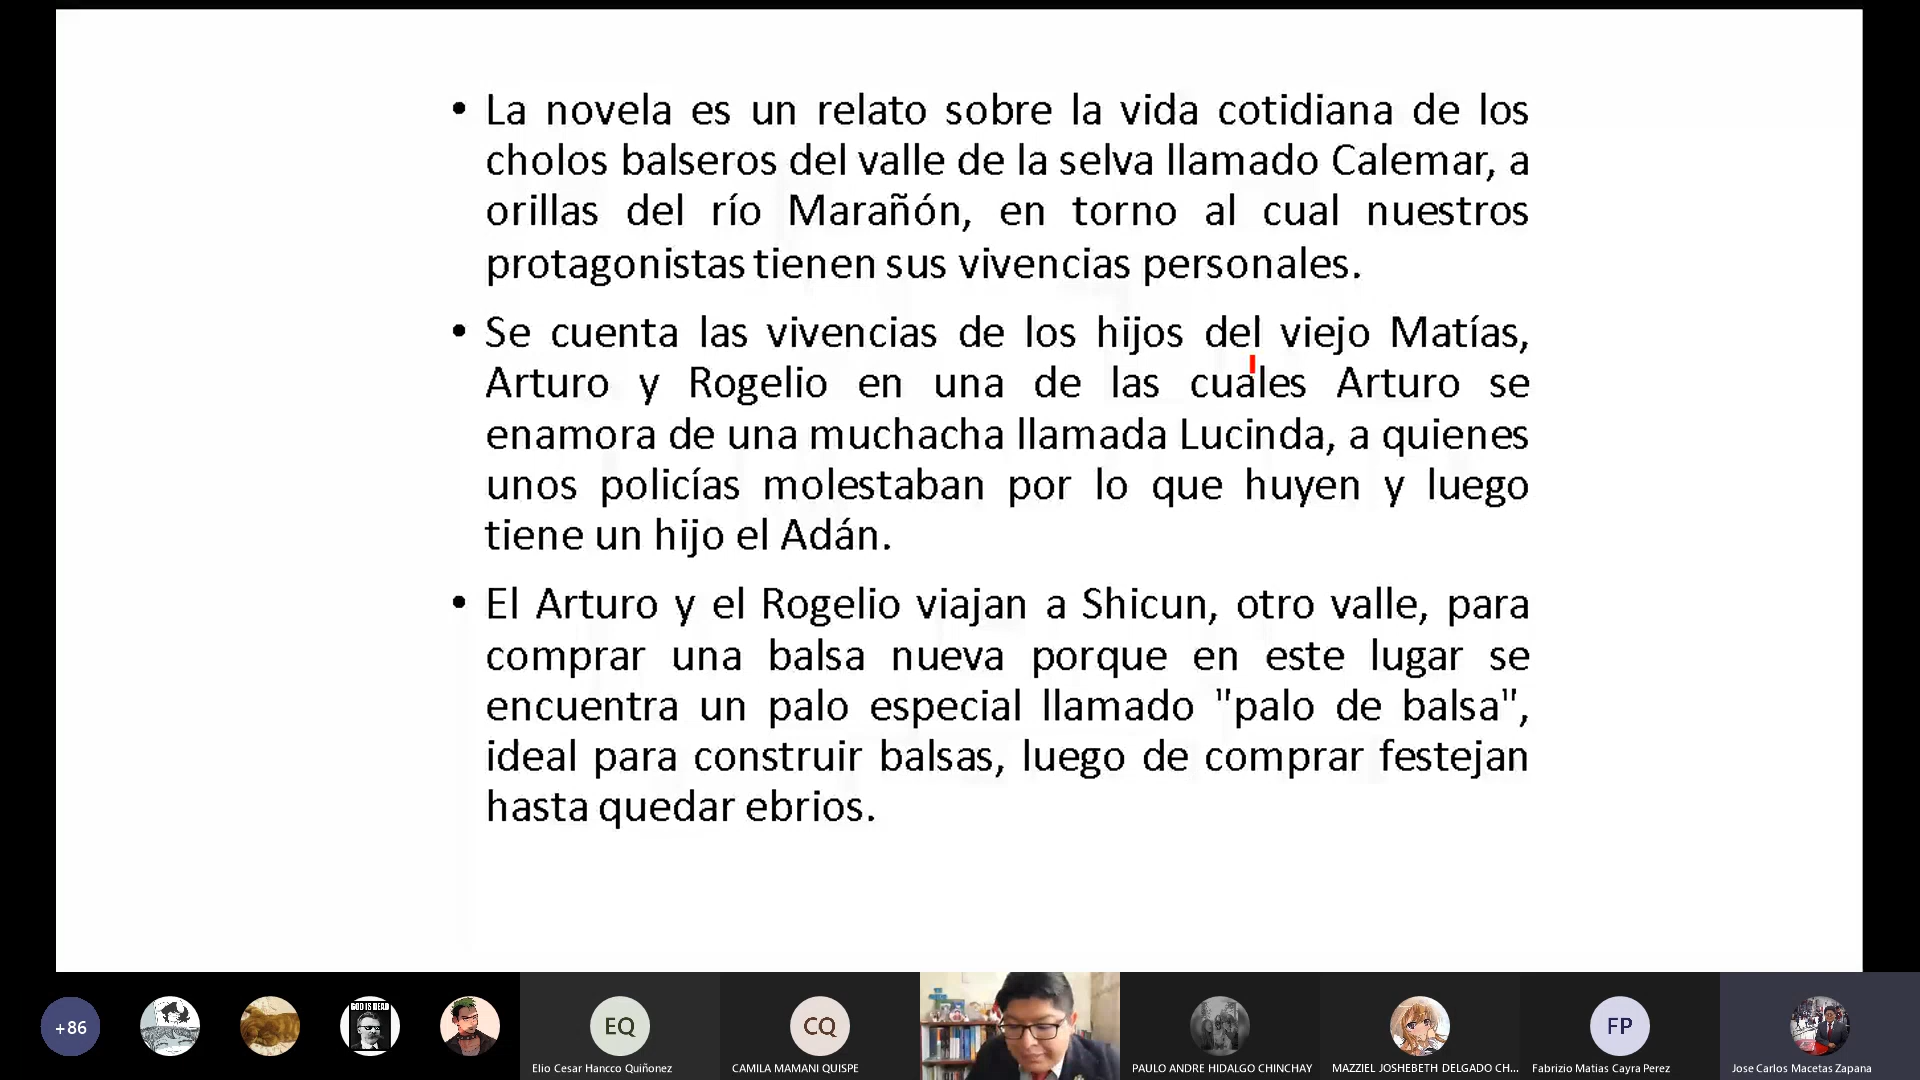 • La novela es un relato sobre la vida cotidiana de los
cholos balseros del valle de la selva llamado Calemar, a
orillas del río Marañón, en torno al cual nuestros
protagonistas tienen sus vivencias personales.
• Se cuenta las vivencias de los hijos del viejo Matías,
Arturo y Rogelio en una de las cuales Arturo se
enamora de una muchacha llamada Lucinda, a quienes
unos policías molestaban por lo que huyen y luego
tiene un hijo el Adán.
• El Arturo y el Rogelio viajan a Shicun, otro valle, para
comprar una balsa nueva porque en este lugar se
encuentra un palo especial llamado "palo de balsa",
ideal para construir balsas, luego de comprar festejan
hasta quedar ebrios.
+86
GOD IS DEAD
EQ
CQ
FP
Elio Cesar Hancco Quiñonez
CAMILA MAMANI QUISPE
PAULO ANDRE HIDALGO CHINCHAY
MAZZIEL JOSHEBETH DELGADO CH...
Fabrizio Matias Cayra Perez
Jose Carlos Macetas Zapana